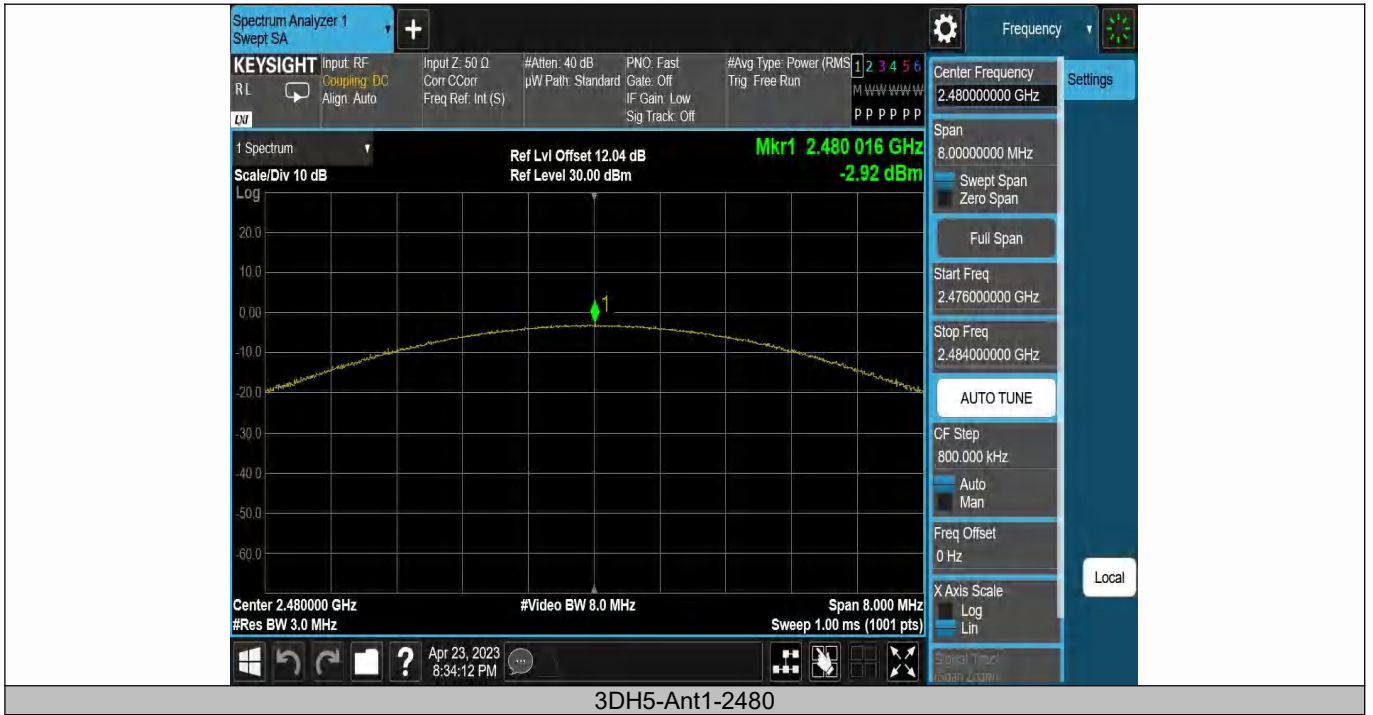 Spectrum Analyzer 1
Swept SA
Frequency
KEYSIGHT
RL
LXI
Input: RF
Coupling: DC
Align: Auto
Input Z: 50 Ω
Corr CCorr
Freq Ref: Int (S)
#Atten: 40 dB
µW Path: Standard
PNO: Fast
Gate: Off
IF Gain: Low
Sig Track: Off
#Avg Type: Power (RMS
Trig: Free Run
1 2 3 4 5 6
M W W W W W
P P P P P P
1 Spectrum
Scale/Div 10 dB
Ref Lvl Offset 12.04 dB
Ref Level 30.00 dBm
Mkr1 2.480 016 GHz
-2.92 dBm
Log
20.0
10.0
0.00
-10.0
-20.0
-30.0
-40.0
-50.0
-60.0
1
Center 2.480000 GHz
#Video BW 8.0 MHz
Span 8.000 MHz
#Res BW 3.0 MHz
Sweep 1.00 ms (1001 pts)
Apr 23, 2023
8:34:12 PM
Center Frequency
2.480000000 GHz
Settings
Span
8.00000000 MHz
Swept Span
Zero Span
Full Span
Start Freq
2.476000000 GHz
Stop Freq
2.484000000 GHz
AUTO TUNE
CF Step
800.000 kHz
Auto
Man
Freq Offset
0 Hz
X Axis Scale
Log
Lin
Local
Signal Track
(Span Zoom)
3DH5-Ant1-2480